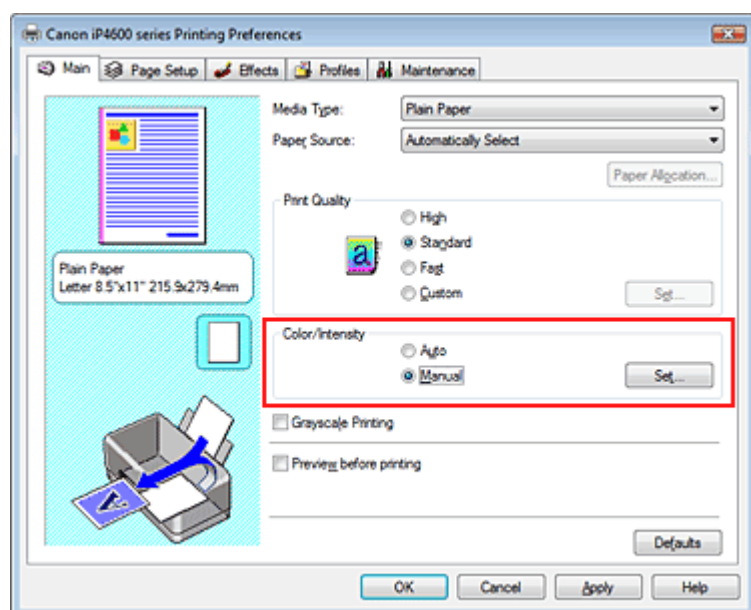 Canon iP4600 series Printing Preferences
Main Page Setup Effects Profiles Maintenance
Media Type: Plain Paper
Paper Source: Automatically Select
Paper Allocation...
Print Quality
High
a Standard
Fast
Custom Set...
Plain Paper
Letter 8.5"x11" 215.9x279.4mm
Color/Intensity
Auto
Manual Set...
Grayscale Printing
Preview before printing
Defaults
OK Cancel Apply Help